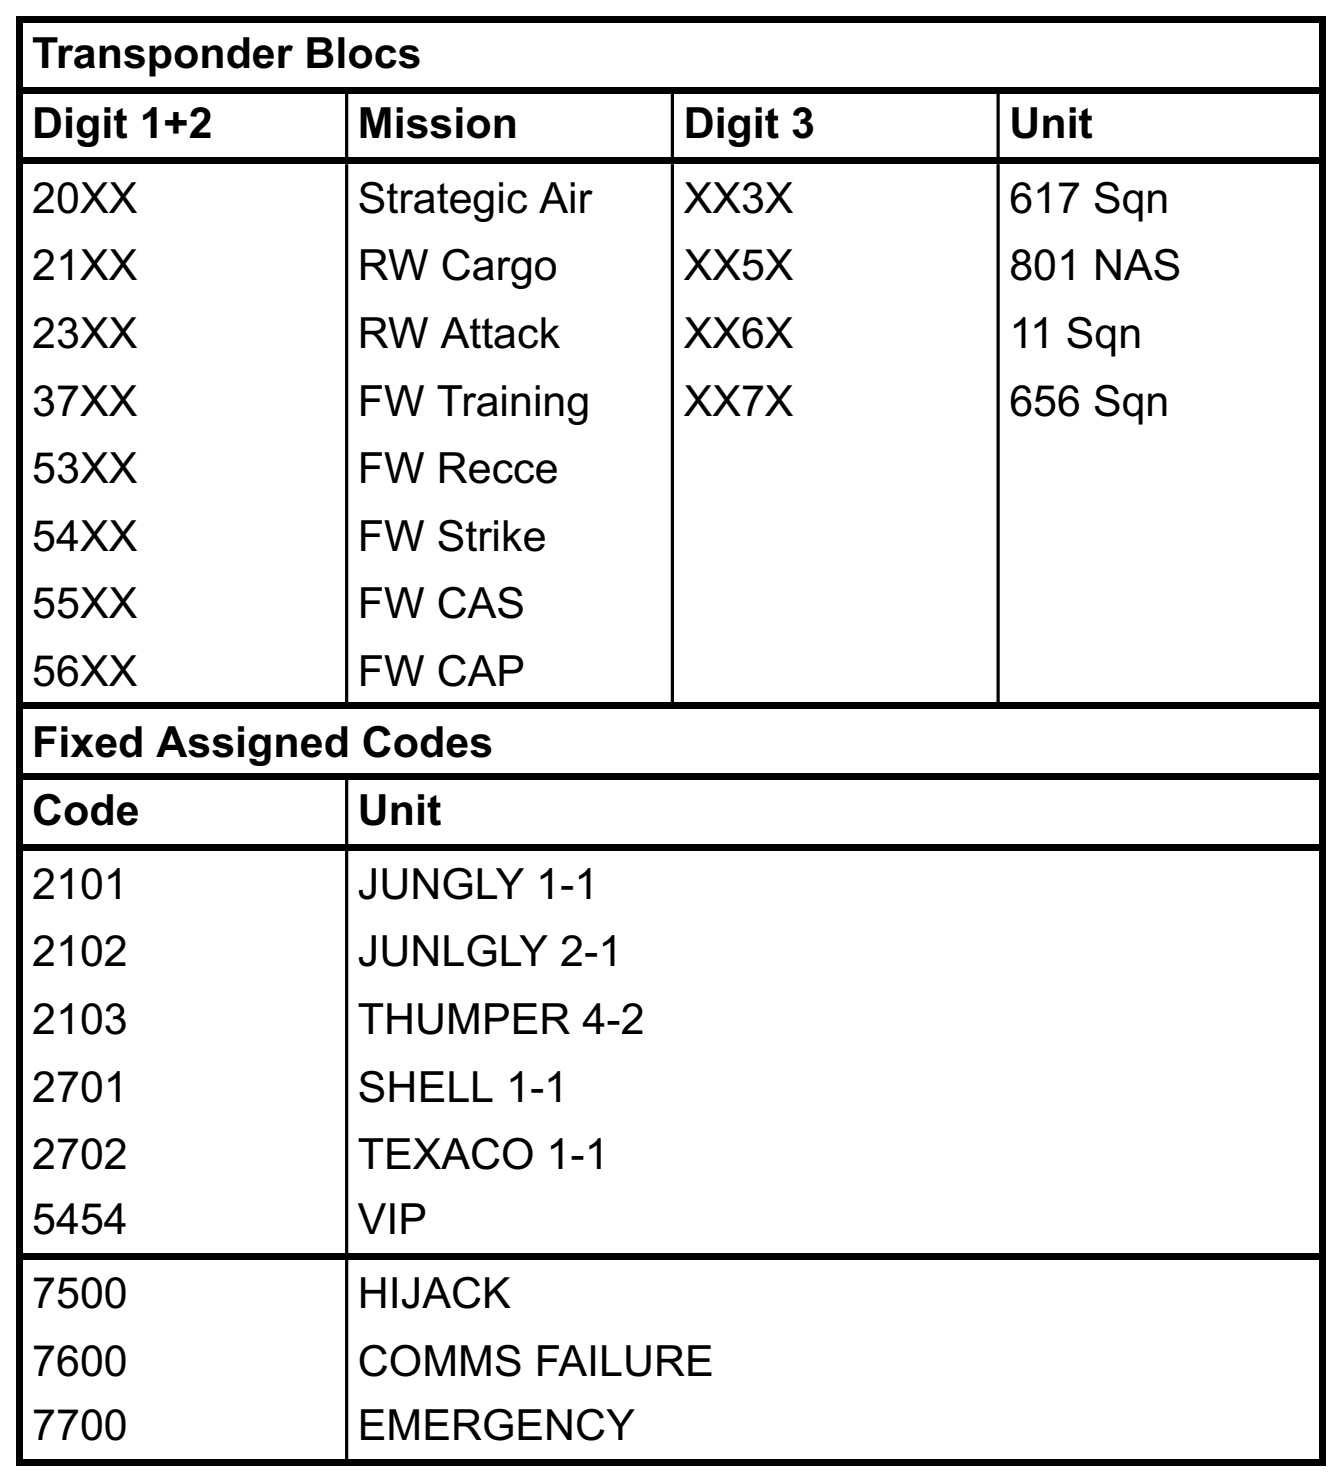 Transponder Blocs
Digit 1+2 Mission Digit 3 Unit
20XX Strategic Air XX3X 617 Sqn
21XX RW Cargo XX5X 801 NAS
23XX RW Attack XX6X 11 Sqn
37XX FW Training XX7X 656 Sqn
53XX FW Recce
54XX FW Strike
55XX FW CAS
56XX FW CAP
Fixed Assigned Codes
Code Unit
2101 JUNGLY 1-1
2102 JUNLGLY 2-1
2103 THUMPER 4-2
2701 SHELL 1-1
2702 TEXACO 1-1
5454 VIP
7500 HIJACK
7600 COMMS FAILURE
7700 EMERGENCY